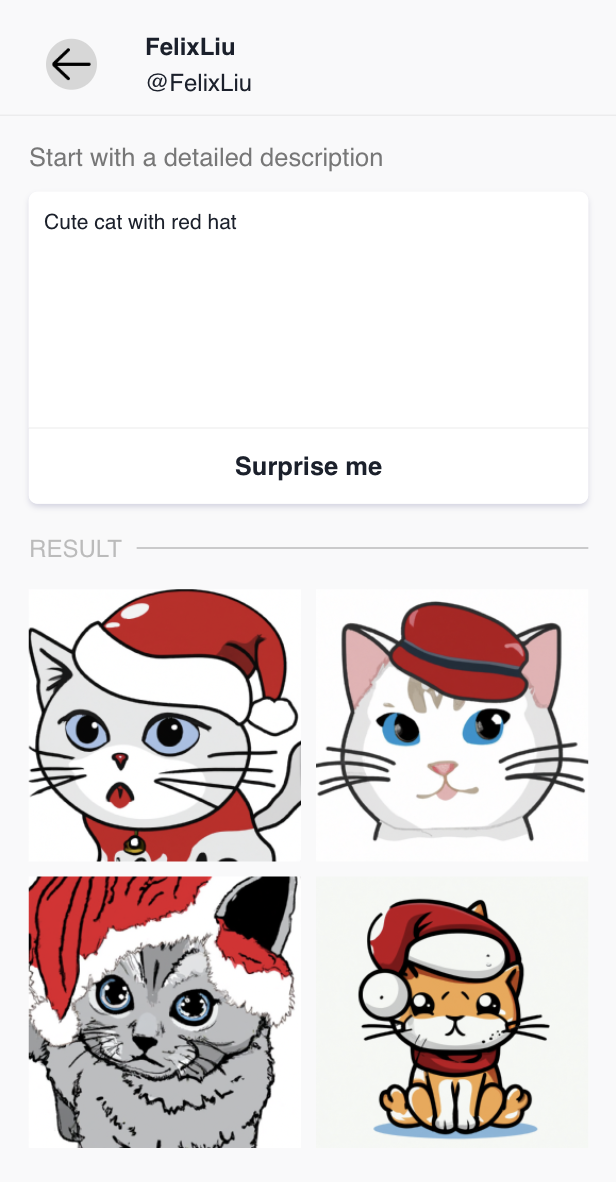 FelixLiu
@FelixLiu
Start with a detailed description
Cute cat with red hat
Surprise me
RESULT